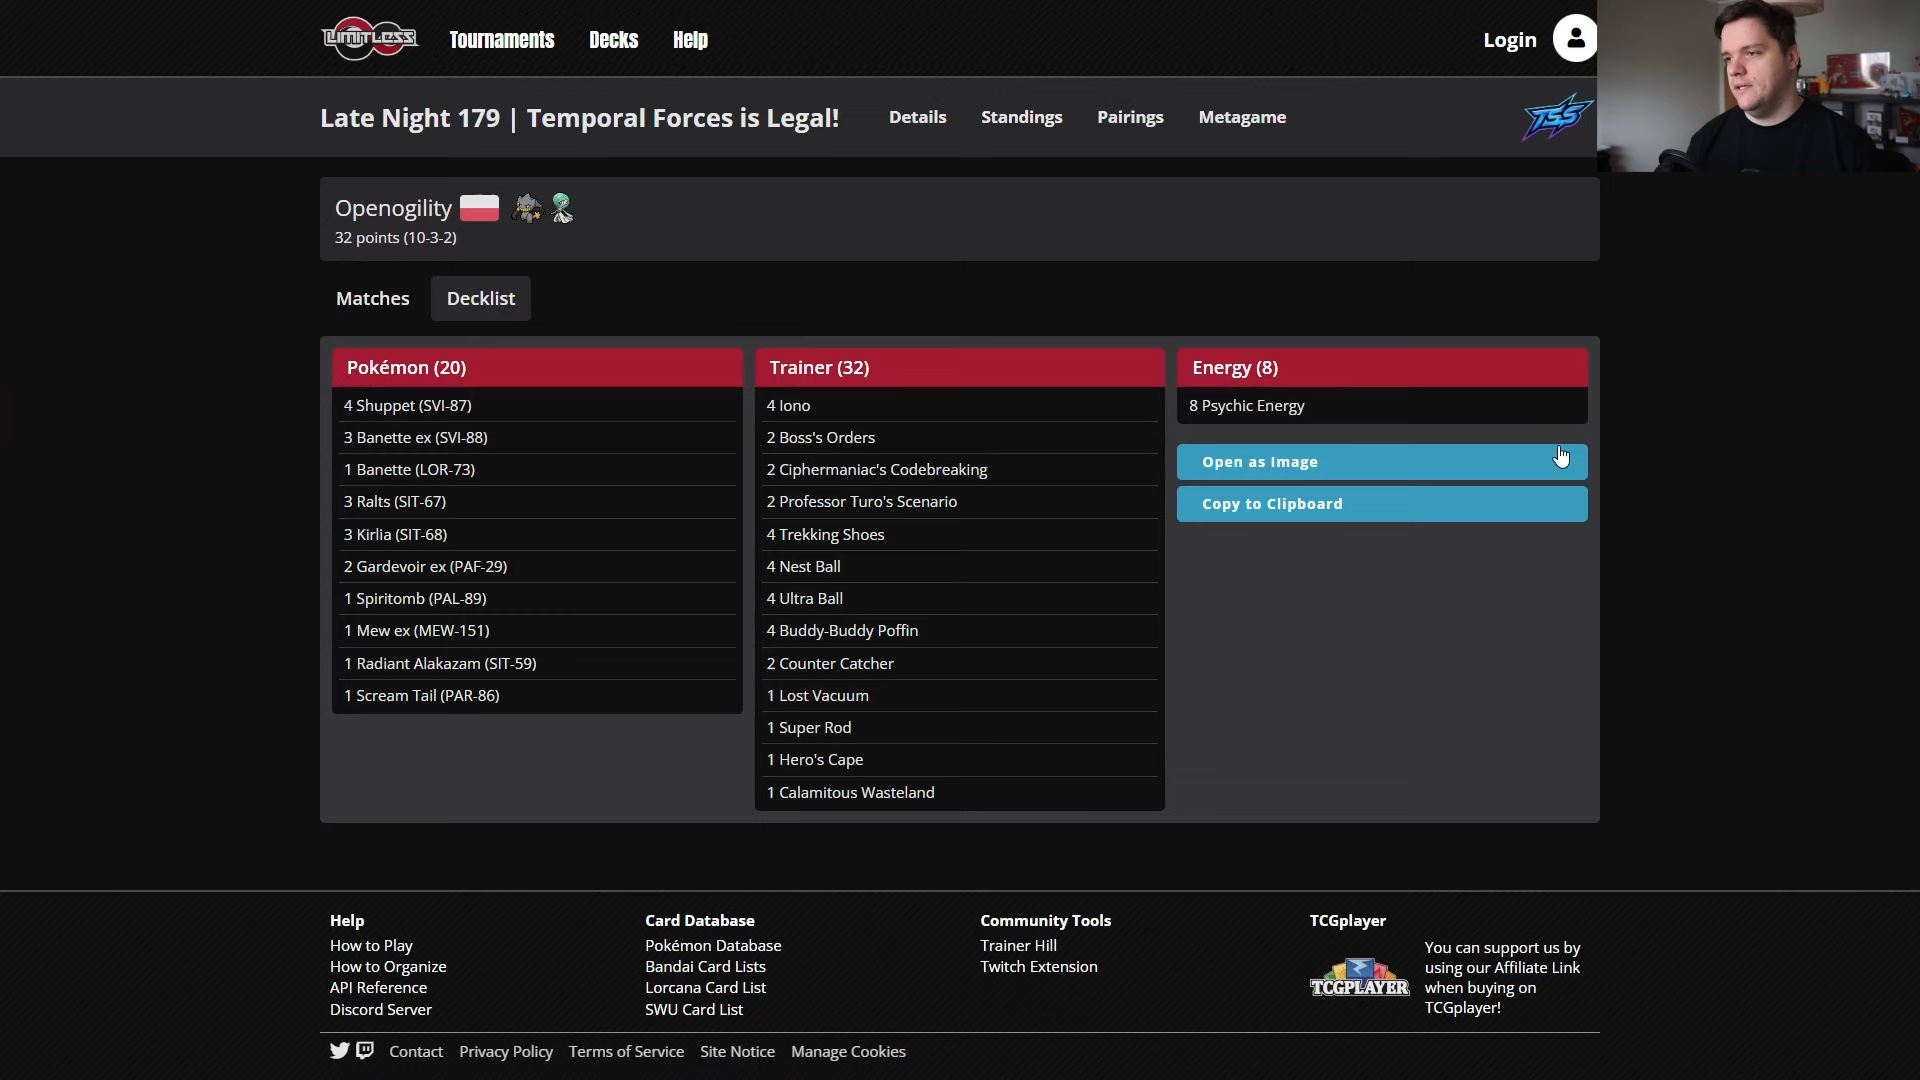 LIMITLESS
Tournaments
Decks
Help
Login
Late Night 179 | Temporal Forces is Legal!
Details
Standings
Pairings
Metagame
TSS
Openogility
32 points (10-3-2)
Matches
Decklist
Pokémon (20)
4 Shuppet (SVI-87)
3 Banette ex (SVI-88)
1 Banette (LOR-73)
3 Ralts (SIT-67)
3 Kirlia (SIT-68)
2 Gardevoir ex (PAF-29)
1 Spiritomb (PAL-89)
1 Mew ex (MEW-151)
1 Radiant Alakazam (SIT-59)
1 Scream Tail (PAR-86)
Trainer (32)
4 Iono
2 Boss's Orders
2 Ciphermaniac's Codebreaking
2 Professor Turo's Scenario
4 Trekking Shoes
4 Nest Ball
4 Ultra Ball
4 Buddy-Buddy Poffin
2 Counter Catcher
1 Lost Vacuum
1 Super Rod
1 Hero's Cape
1 Calamitous Wasteland
Energy (8)
8 Psychic Energy
Open as Image
Copy to Clipboard
Help
How to Play
How to Organize
API Reference
Discord Server
Card Database
Pokémon Database
Bandai Card Lists
Lorcana Card List
SWU Card List
Community Tools
Trainer Hill
Twitch Extension
TCGplayer
TCGPLAYER
You can support us by
using our Affiliate Link
when buying on
TCGplayer!
Contact
Privacy Policy
Terms of Service
Site Notice
Manage Cookies